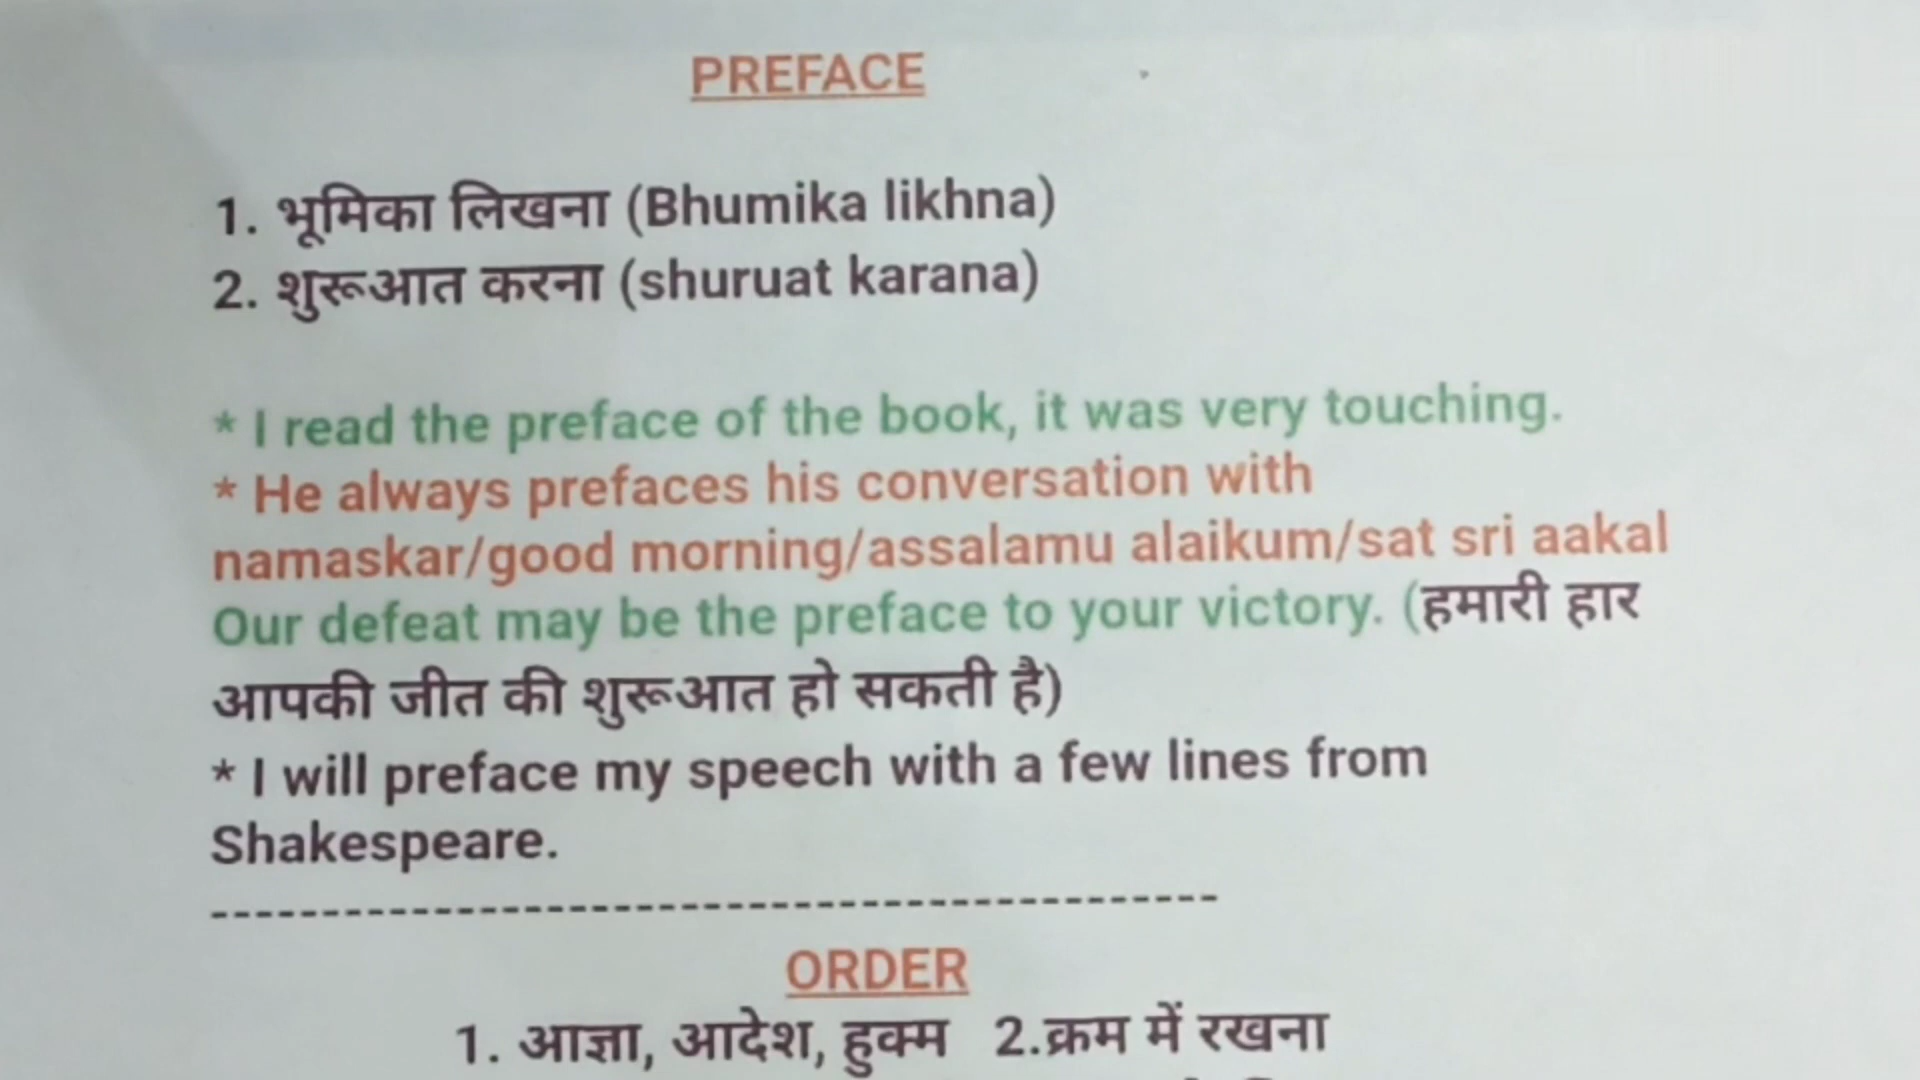 PREFACE
1. भूमिका लिखना (Bhumika likhna)
2. शुरूआत करना (shuruat karana)
* I read the preface of the book, it was very touching.
* He always prefaces his conversation with
namaskar/good morning/assalamu alaikum/sat sri aakal
Our defeat may be the preface to your victory. (हमारी हार
आपकी जीत की शुरूआत हो सकती है)
* I will preface my speech with a few lines from
Shakespeare.
-------------------------------------------
ORDER
1. आज्ञा, आदेश, हुक्म 2.क्रम में रखना